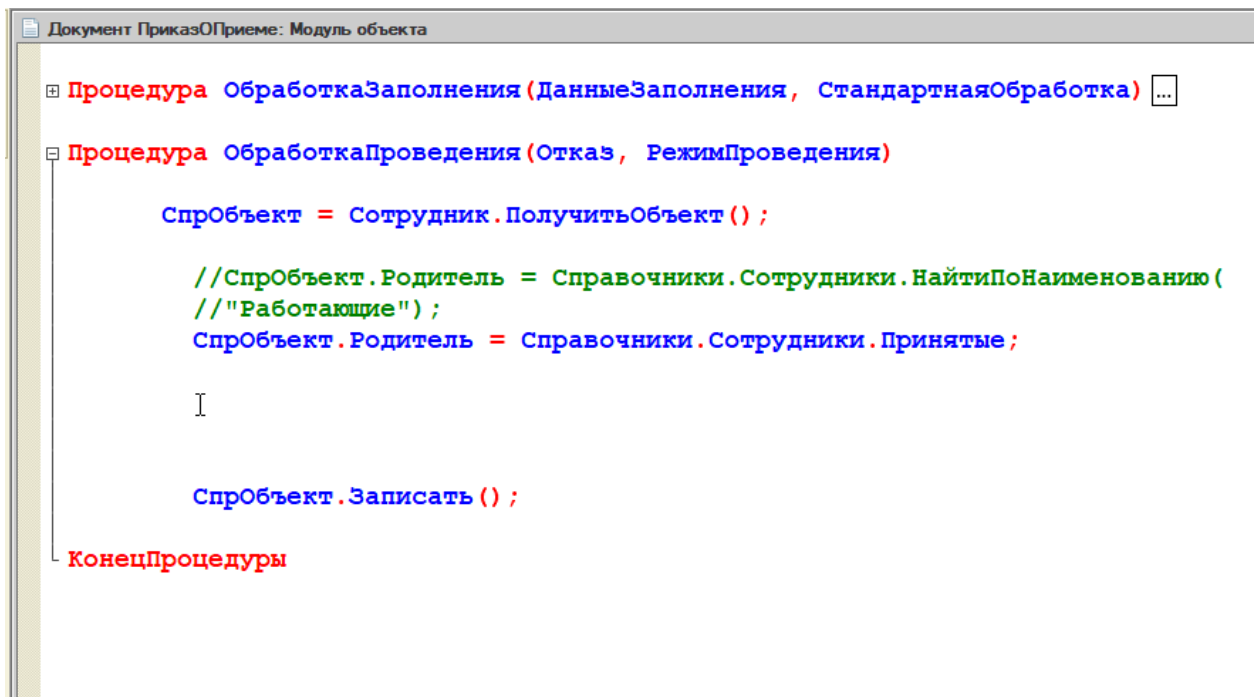 Документ ПриказОПриеме: Модуль объекта
Процедура ОбработкаЗаполнения(ДанныеЗаполнения, СтандартнаяОбработка) ...
Процедура ОбработкаПроведения(Отказ, РежимПроведения)
СпрОбъект = Сотрудник.ПолучитьОбъект();
//СпрОбъект.Родитель = Справочники.Сотрудники.НайтиПоНаименованию(
//"Работающие");
СпрОбъект.Родитель = Справочники.Сотрудники.Принятые;
СпрОбъект.Записать();
КонецПроцедуры